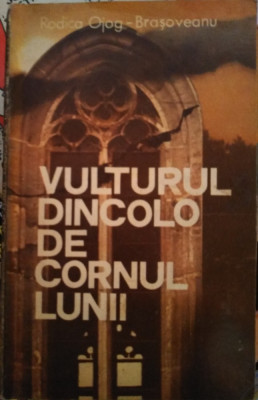 Rodica Ojog-Brașoveanu
VULTURUL
DINCOLO
DE
CORNUL
LUNII